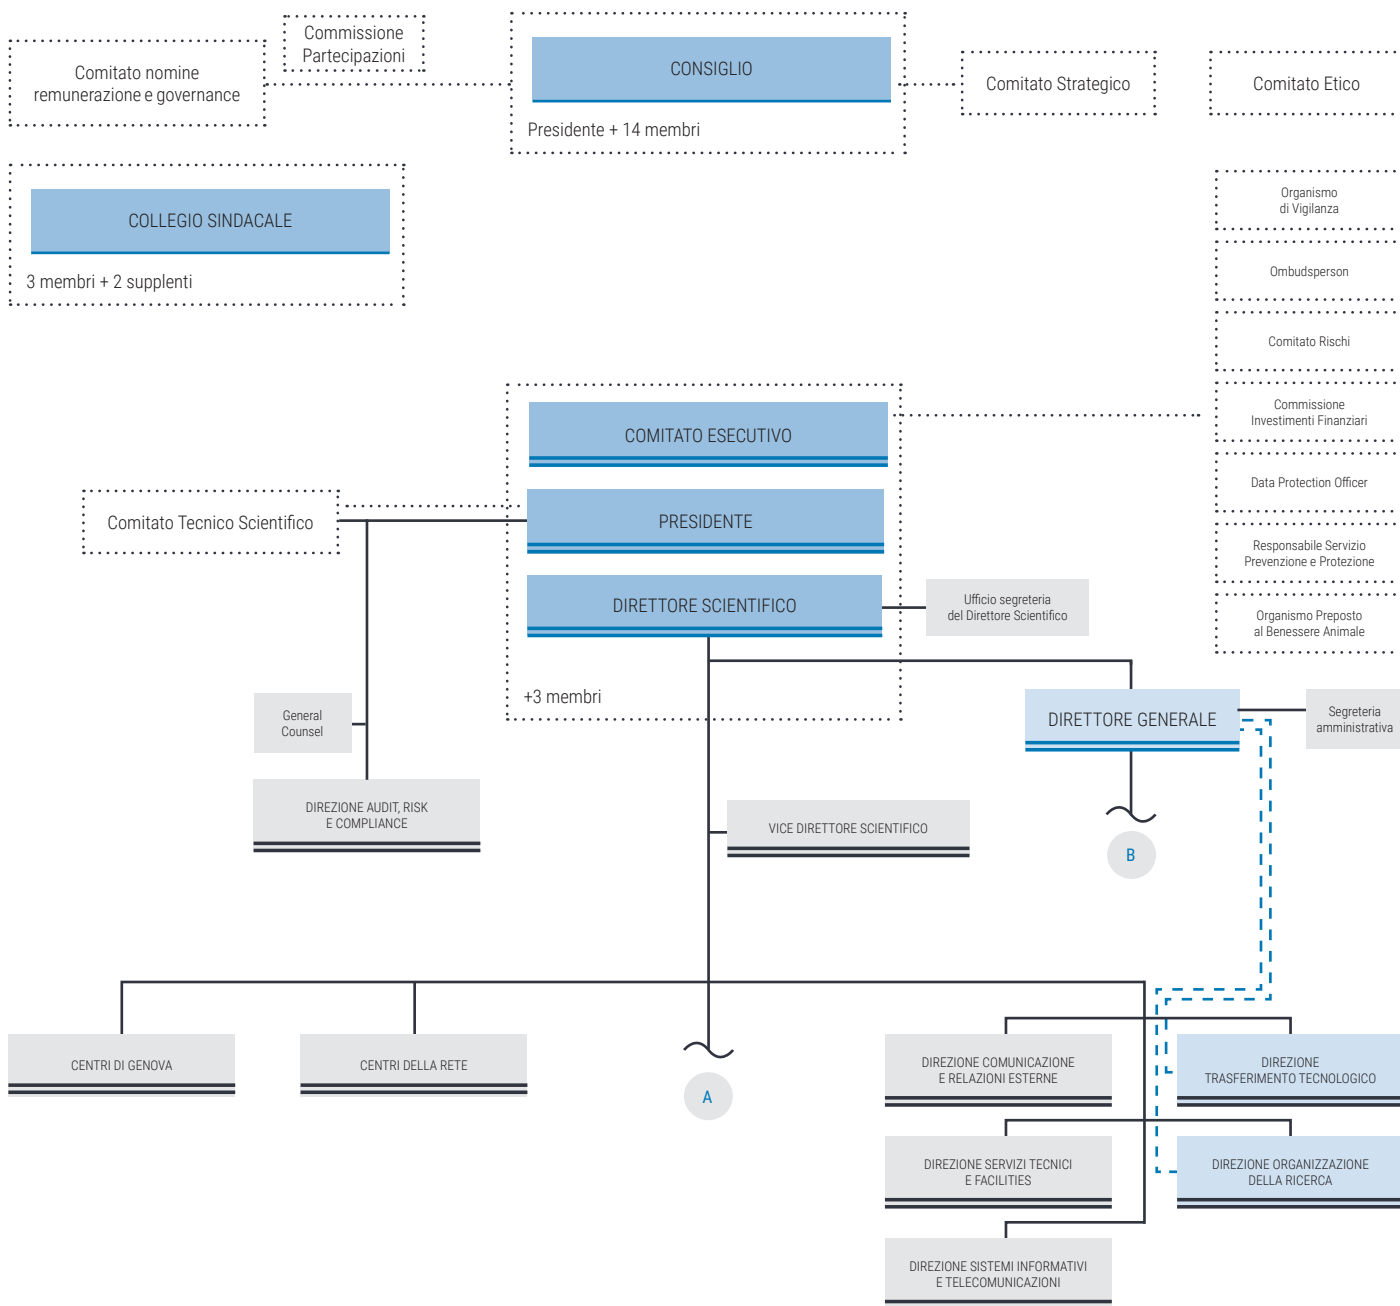 Commissione
Partecipazioni
Comitato nomine
remunerazione e governance
CONSIGLIO
Presidente + 14 membri
Comitato Strategico
Comitato Etico
COLLEGIO SINDACALE
3 membri + 2 supplenti
Organismo
di Vigilanza
Ombudsperson
Comitato Rischi
Commissione
Investimenti Finanziari
Data Protection Officer
Responsabile Servizio
Prevenzione e Protezione
Organismo Preposto
al Benessere Animale
COMITATO ESECUTIVO
Comitato Tecnico Scientifico
PRESIDENTE
DIRETTORE SCIENTIFICO
Ufficio segreteria
del Direttore Scientifico
+3 membri
General
Counsel
DIRETTORE GENERALE
Segreteria
amministrativa
DIREZIONE AUDIT, RISK
E COMPLIANCE
VICE DIRETTORE SCIENTIFICO
B
CENTRI DI GENOVA
CENTRI DELLA RETE
A
DIREZIONE COMUNICAZIONE
E RELAZIONI ESTERNE
DIREZIONE
TRASFERIMENTO TECNOLOGICO
DIREZIONE SERVIZI TECNICI
E FACILITIES
DIREZIONE ORGANIZZAZIONE
DELLA RICERCA
DIREZIONE SISTEMI INFORMATIVI
E TELECOMUNICAZIONI